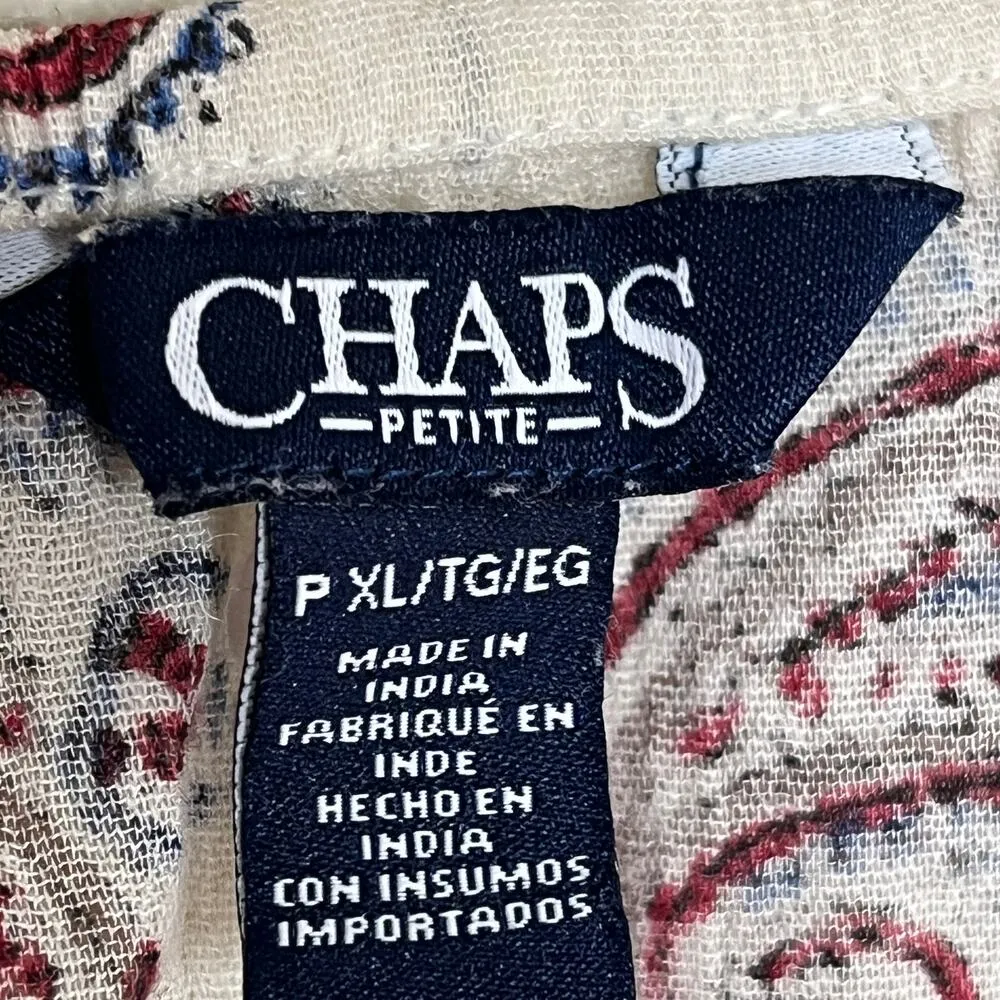 CHAPS
PETITE
P XL/TG/EG
MADE IN
INDIA
FABRIQUÉ EN
INDE
HECHO EN
INDIA
CON INSUMOS
IMPORTADOS